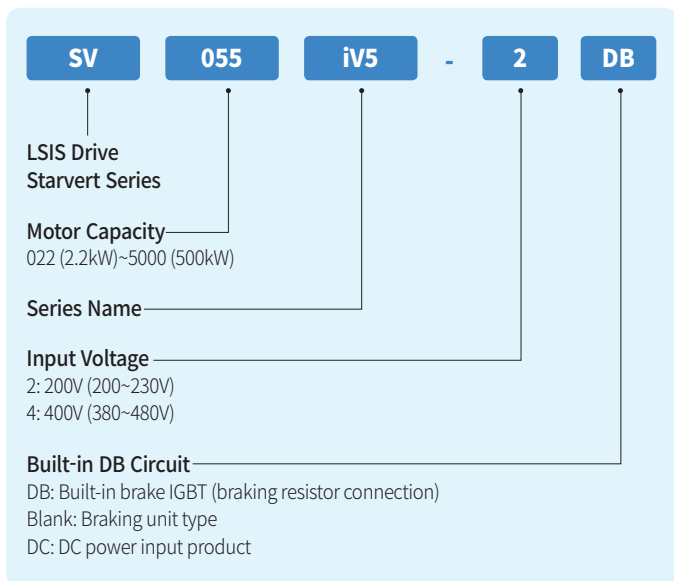 SV 055 iV5 - 2 DB
LSIS Drive
Starvert Series
Motor Capacity
022 (2.2kW)~5000 (500kW)
Series Name
Input Voltage
2: 200V (200~230V)
4: 400V (380~480V)
Built-in DB Circuit
DB: Built-in brake IGBT (braking resistor connection)
Blank: Braking unit type
DC: DC power input product